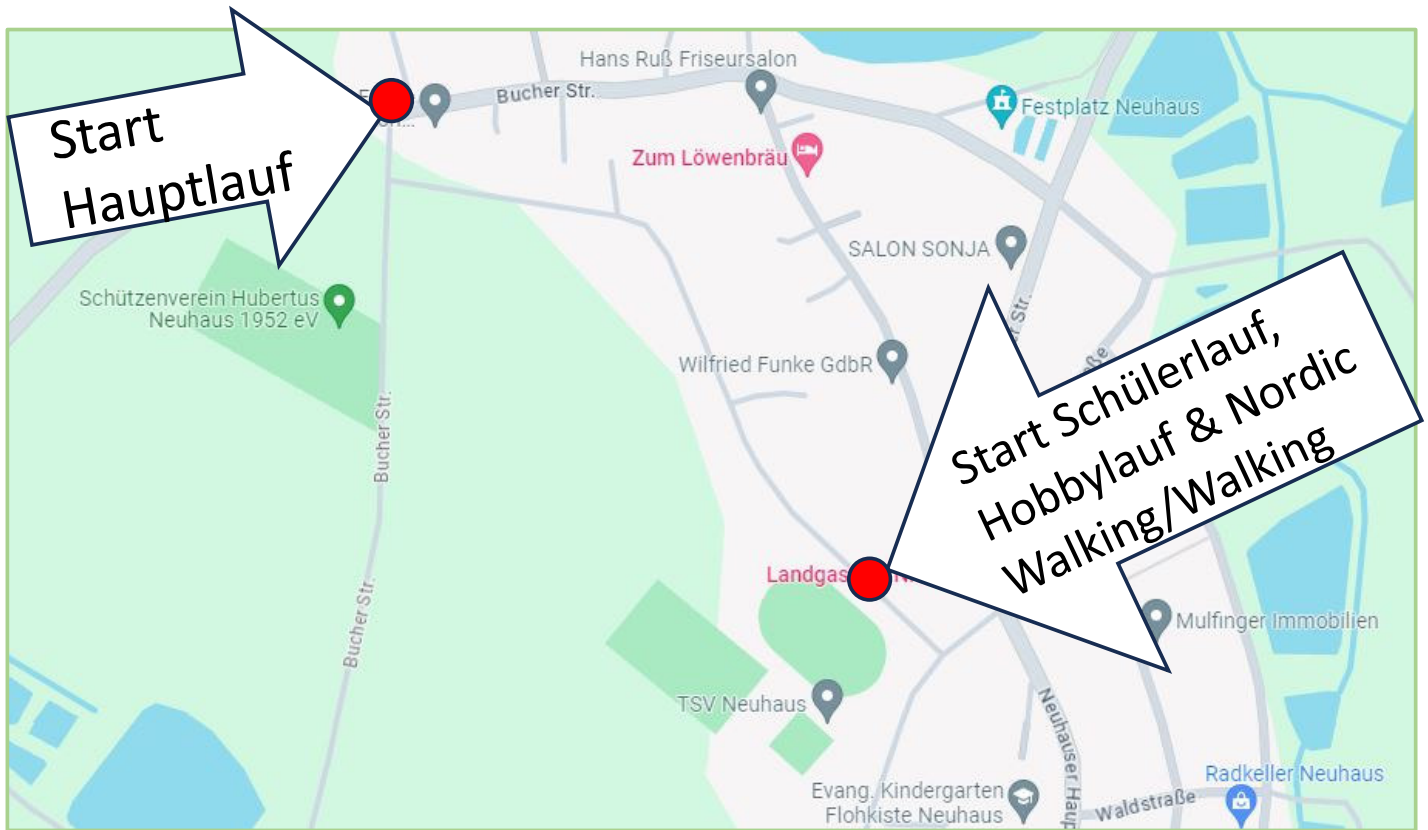 Hans Ruß Friseursalon
Bucher Str.
Festplatz Neuhaus
Start
Hauptlauf
Zum Löwenbräu
SALON SONJA
Schützenverein Hubertus
Neuhaus 1952 eV
Wilfried Funke GdbR
Bucher Str.
Start Schülerlauf,
Hobbylauf & Nordic
Walking/Walking
Mulfinger Immobilien
Bucher Str.
TSV Neuhaus
Evang. Kindergarten
Flohkiste Neuhaus
Waldstraße
Radkeller Neuhaus